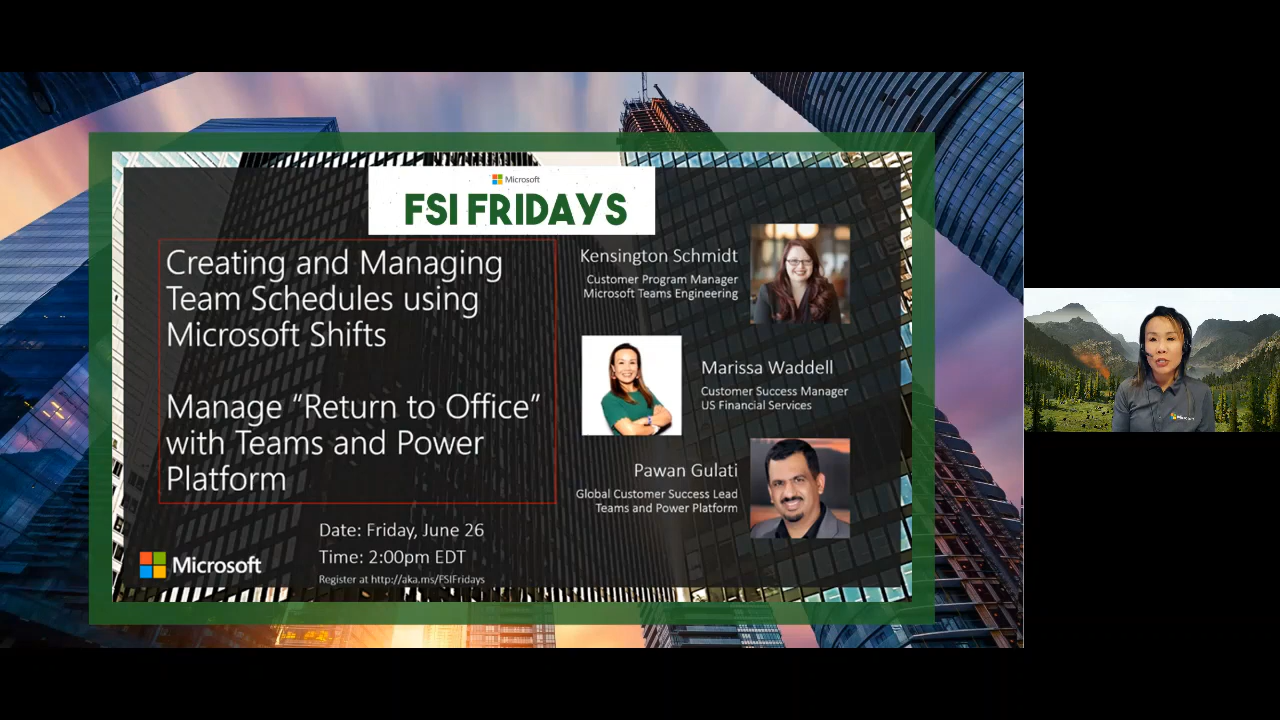 Microsoft
FSI FRIDAYS
Creating and Managing
Team Schedules using
Microsoft Shifts
Manage “Return to Office”
with Teams and Power
Platform
Kensington Schmidt
Customer Program Manager
Microsoft Teams Engineering
Marissa Waddell
Customer Success Manager
US Financial Services
Pawan Gulati
Global Customer Success Lead
Teams and Power Platform
Date: Friday, June 26
Time: 2:00pm EDT
Register at http://aka.ms/FSIFridays
Microsoft